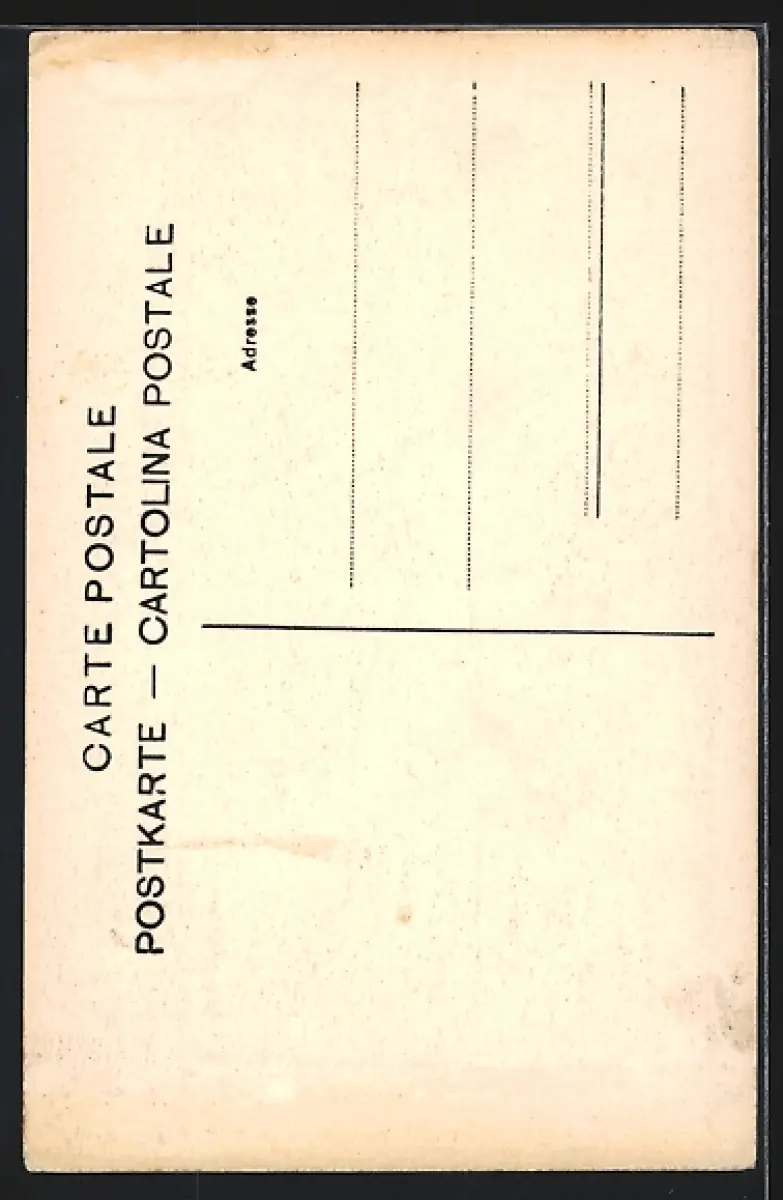 CARTE POSTALE
POSTKARTE — CARTOLINA POSTALE
Adresse